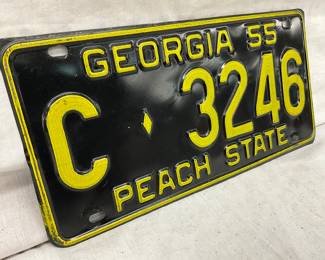 GEORGIA 55
C ♦ 3246
PEACH STATE